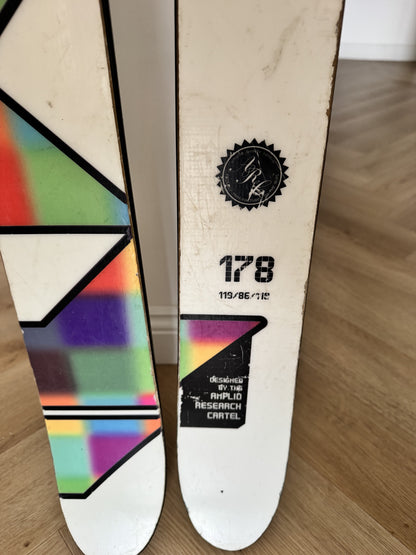 178
119/86/112
DESIGNED
BY THE
AMPLID
RESEARCH
CARTEL